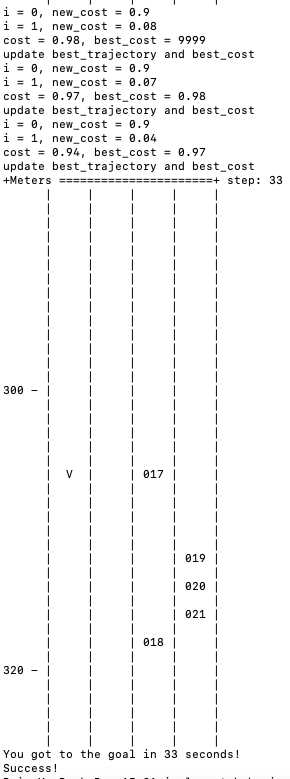 i = 0, new_cost = 0.9
i = 1, new_cost = 0.08
cost = 0.98, best_cost = 9999
update best_trajectory and best_cost
i = 0, new_cost = 0.9
i = 1, new_cost = 0.07
cost = 0.97, best_cost = 0.98
update best_trajectory and best_cost
i = 0, new_cost = 0.9
i = 1, new_cost = 0.04
cost = 0.94, best_cost = 0.97
update best_trajectory and best_cost
+Meters ======================+ step: 33
300 -
V 017
019
020
021
018
320 -
You got to the goal in 33 seconds!
Success!